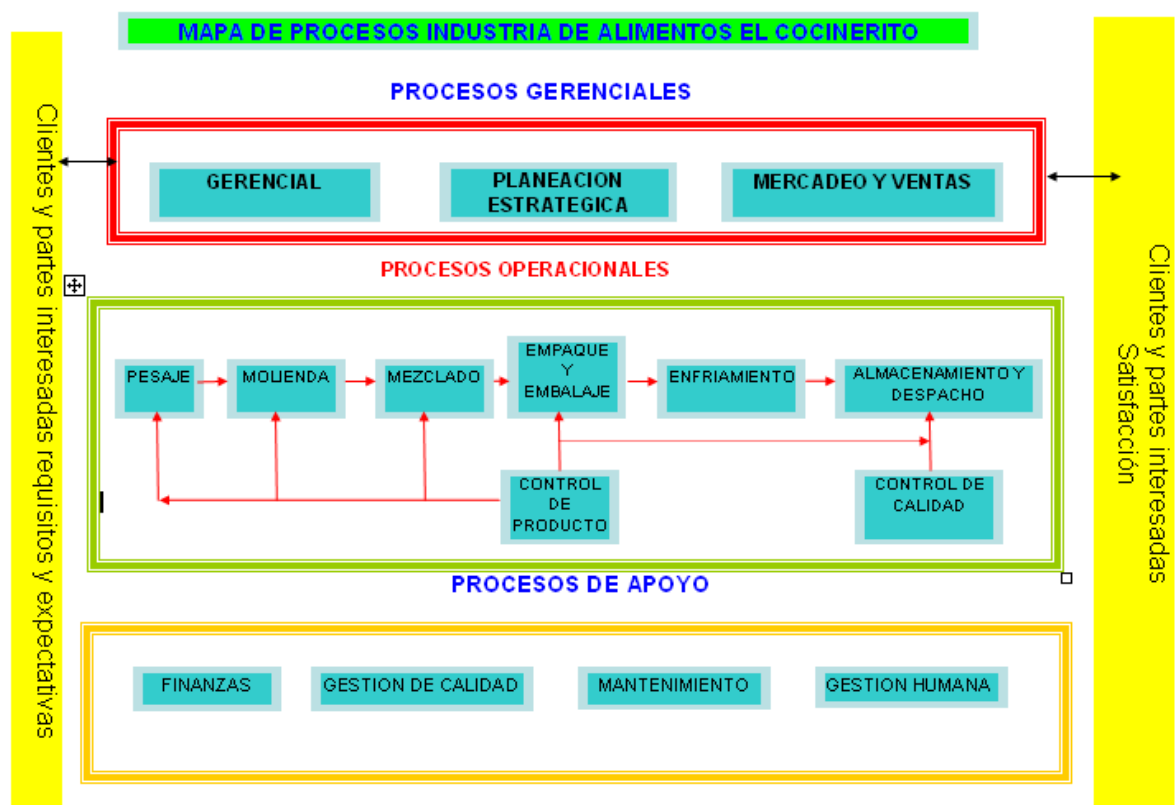 MAPA DE PROCESOS INDUSTRIA DE ALIMENTOS EL COCINERITO
Clientes y partes interesadas requisitos y expectativas
PROCESOS GERENCIALES
GERENCIAL
PLANEACION
ESTRATEGICA
MERCADEO Y VENTAS
PROCESOS OPERACIONALES
PESAJE
MOLIENDA
MEZCLADO
EMPAQUE
Y
EMBALAJE
ENFRIAMIENTO
ALMACENAMIENTO Y
DESPACHO
CONTROL
DE
PRODUCTO
CONTROL DE
CALIDAD
PROCESOS DE APOYO
FINANZAS
GESTION DE CALIDAD
MANTENIMIENTO
GESTION HUMANA
Clientes y partes interesadas
Satisfacción